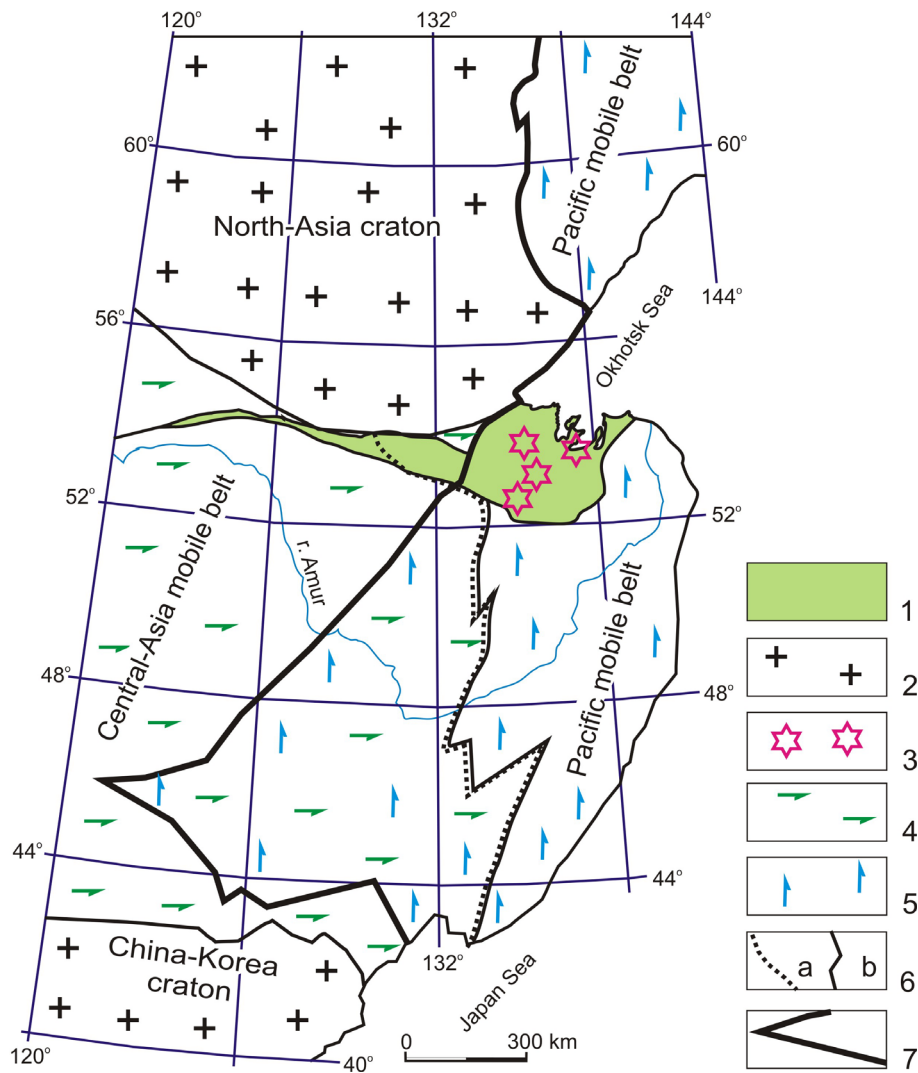 120°
132°
144°
Pacific mobile belt
60°
60°
North-Asia craton
144°
56°
Okhotsk Sea
52°
52°
Central-Asia mobile belt
r. Amur
Pacific mobile belt
1
2
48°
48°
3
4
44°
44°
5
China-Korea
craton
132°
Japan Sea
a
b
6
0
300 km
120°
40°
7